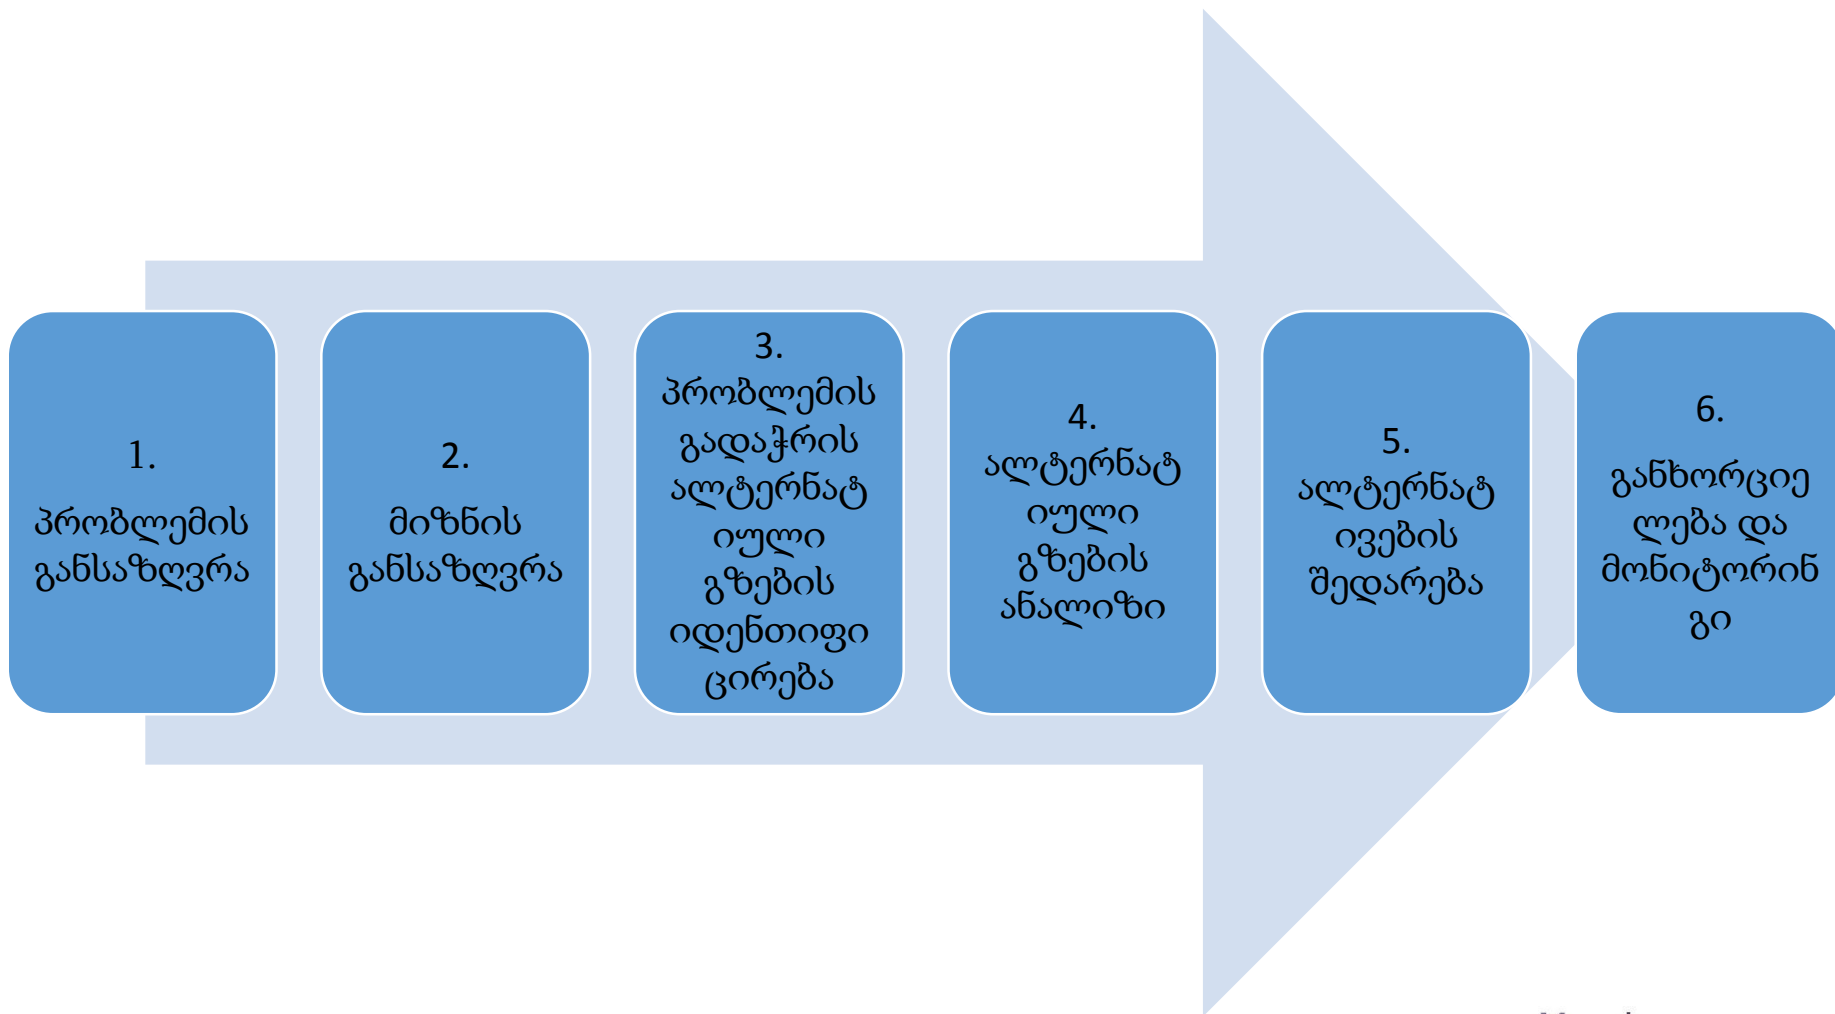 1.
პრობლემის
განსაზღვრა
2.
მიზნის
განსაზღვრა
3.
პრობლემის
გადაჭრის
ალტერნატ
იული
გზების
იდენთიფი
ცირება
4.
ალტერნატ
იული
გზების
ანალიზი
5.
ალტერნატ
ივების
შედარება
6.
განხორციე
ლება და
მონიტორინ
გი